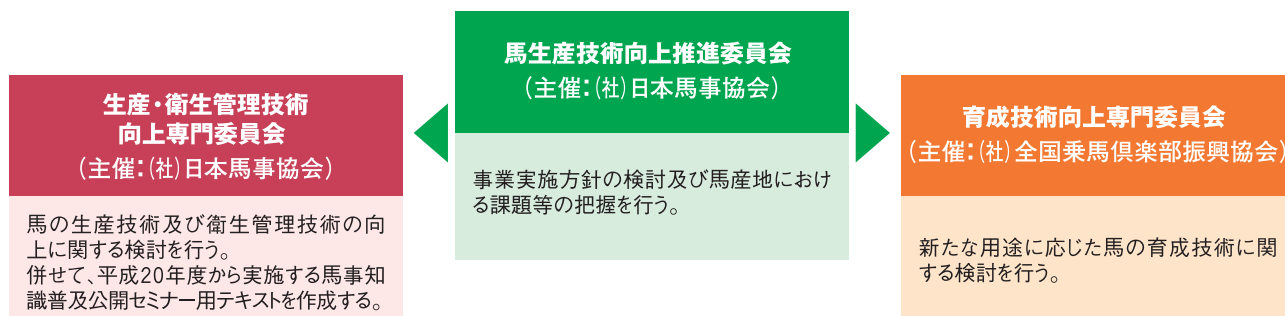 馬生産技術向上推進委員会
（主催：（社）日本馬事協会）
事業実施方針の検討及び馬産地におけ
る課題等の把握を行う。
生産・衛生管理技術
向上専門委員会
（主催：（社）日本馬事協会）
馬の生産技術及び衛生管理技術の向
上に関する検討を行う。
併せて、平成20年度から実施する馬事知
識普及公開セミナー用テキストを作成する。
育成技術向上専門委員会
（主催：（社）全国乗馬倶楽部振興協会）
新たな用途に応じた馬の育成技術に関
する検討を行う。